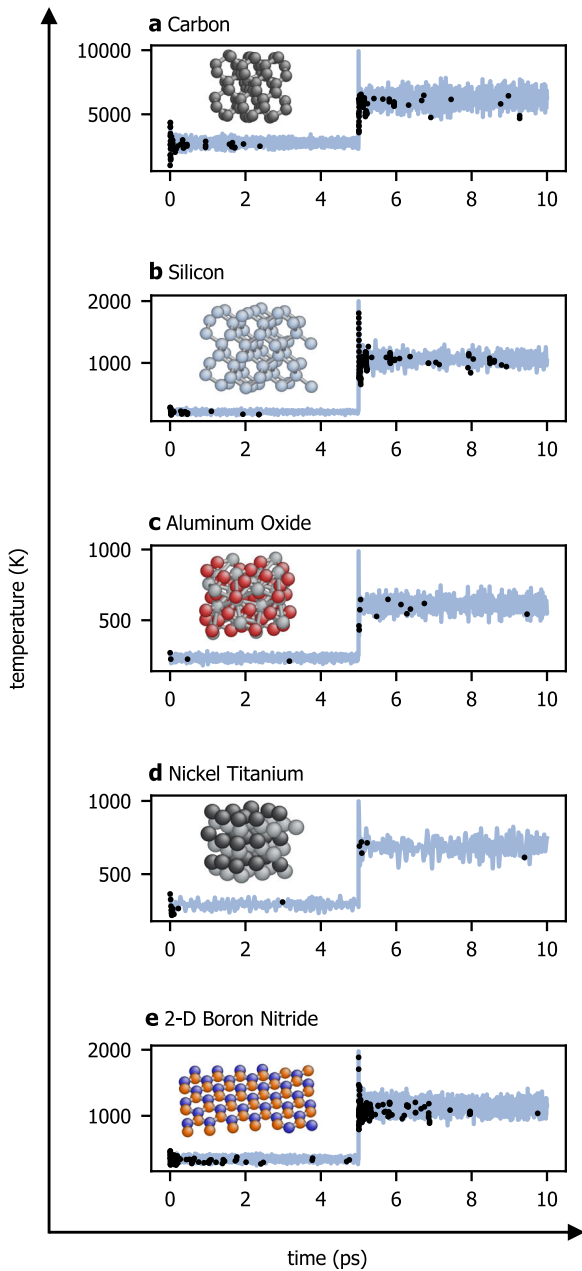 a Carbon
10000
5000
0 2 4 6 8 10
b Silicon
2000
1000
0 2 4 6 8 10
c Aluminum Oxide
1000
500
0 2 4 6 8 10
d Nickel Titanium
1000
500
0 2 4 6 8 10
e 2-D Boron Nitride
2000
1000
0 2 4 6 8 10
temperature (K)
time (ps)